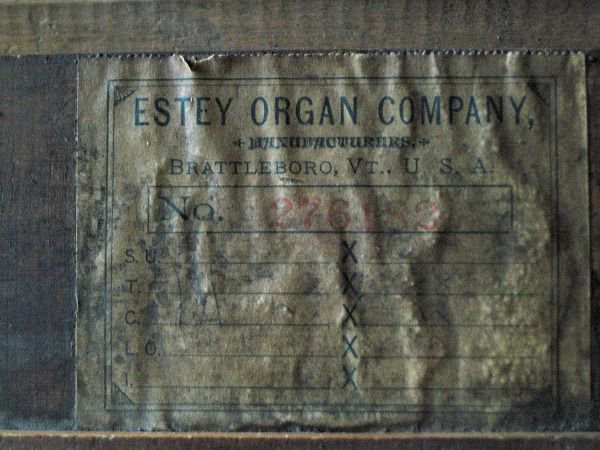 ESTEY ORGAN COMPANY,
MANUFACTURERS.
BRATTLEBORO, VT., U. S. A.
No. 276182
S.U. X
T. X
C. X
L.O. X
I. X